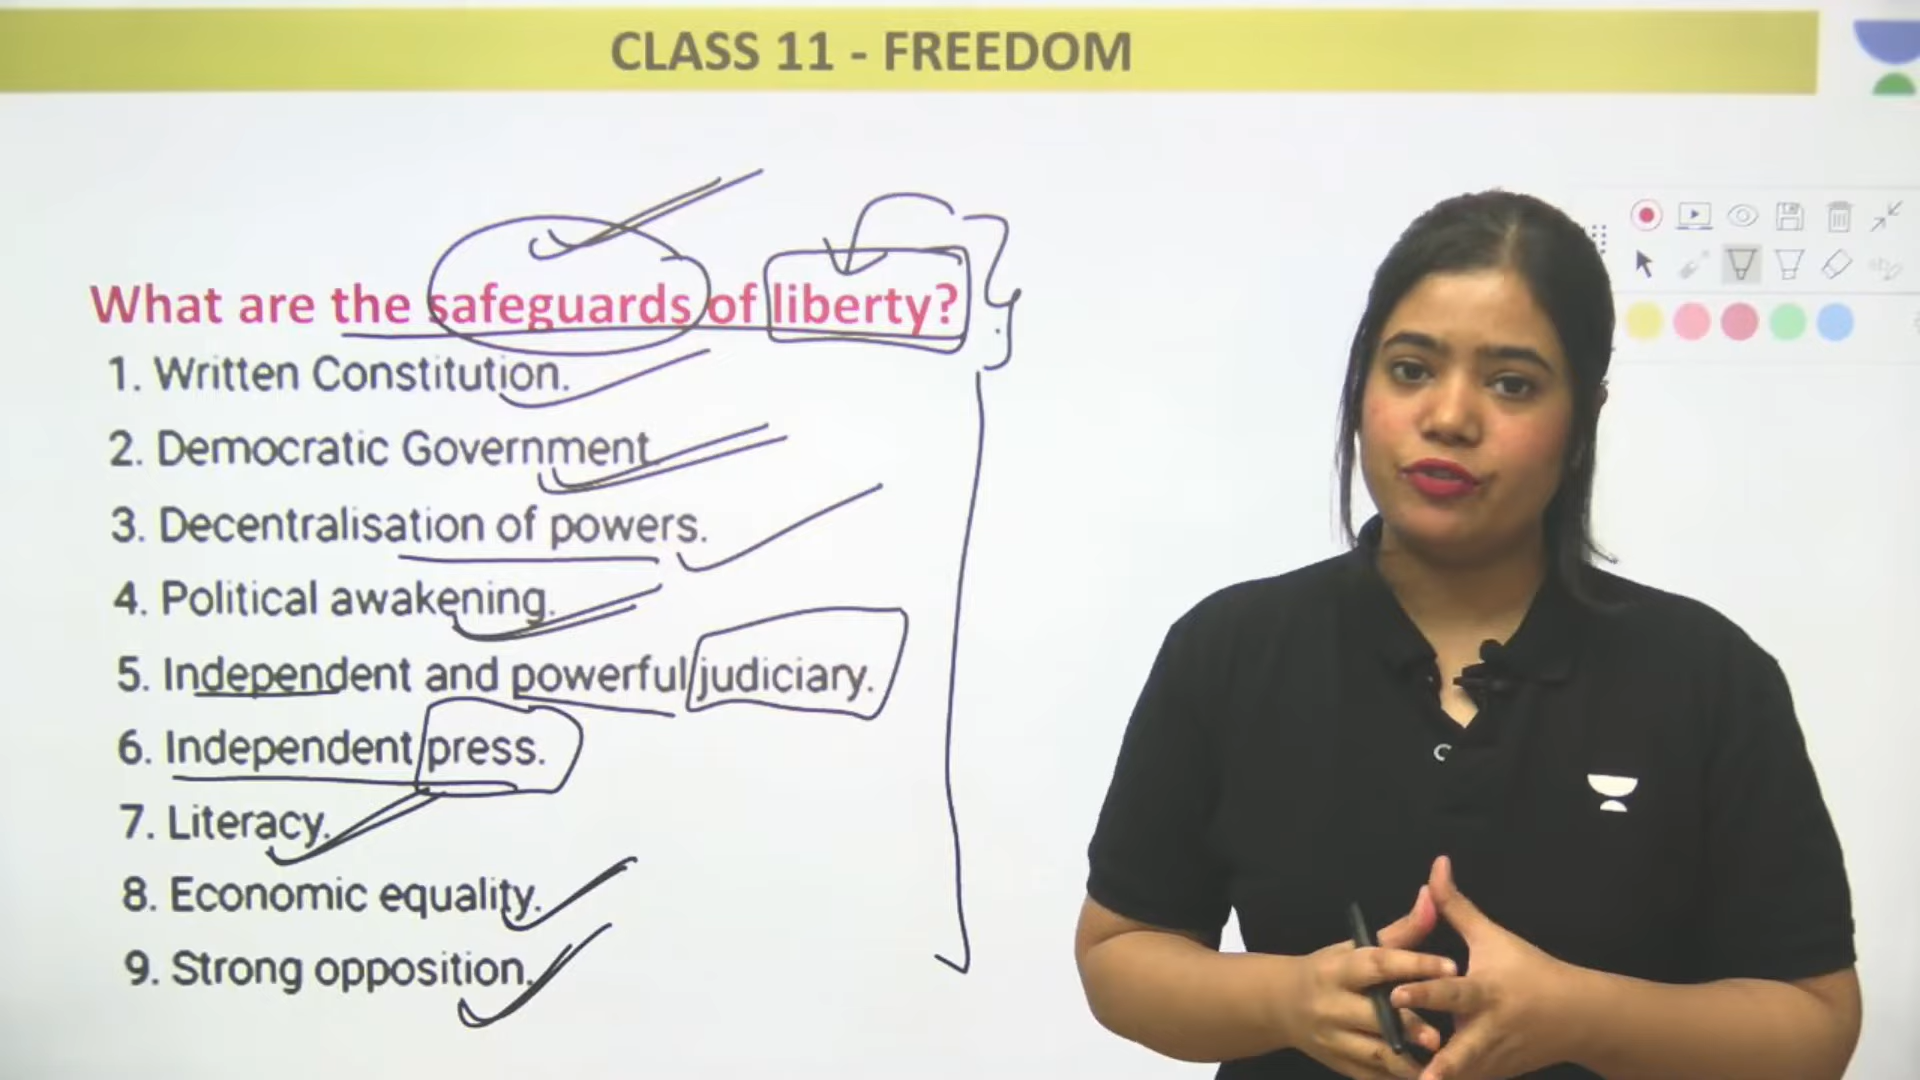 CLASS 11 - FREEDOM
What are the safeguards of liberty?
1. Written Constitution.
2. Democratic Government
3. Decentralisation of powers.
4. Political awakening.
5. Independent and powerful judiciary.
6. Independent press.
7. Literacy.
8. Economic equality.
9. Strong opposition.